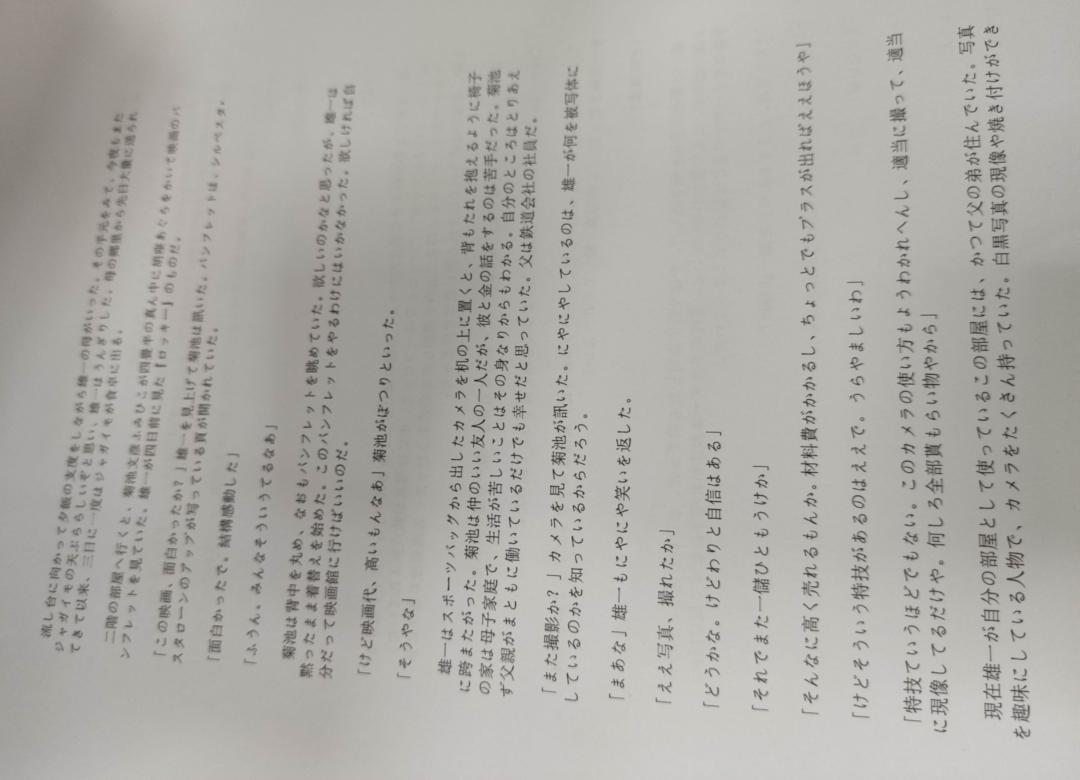 流し台に向かって夕飯の支度をしながら雄一の母がいった。その手元をみて、今夜もまた
ジャガイモの天ぷららしいぞと思い、雄一はうんざりした。母の郷里から先日大量に送られ
てきて以来、三日に一度はジャガイモが食卓に出る。
二階の部屋へ行くと、菊池文彦ふみひこが四畳半の真ん中に胡座あぐらをかいて映画のパ
ンフレットを見ていた。雄一が四日前に見た『ロッキー』のものだ。
「この映画、面白かったか?」雄一を見上げて菊池は訊いた。パンフレットは、シルベスタ・
スタローンのアップが写っている頁が開かれていた。
「面白かったで。結構感動した」
「ふうん。みんなそういうてるなあ」
菊池は背中を丸め、なおもパンフレットを眺めていた。欲しいのかなと思ったが、雄一は
黙ったまま着替えを始めた。このパンフレットをやるわけにはいかなかった。欲しければ自
分だって映画館に行けばいいのだ。
「けど映画代、高いもんなあ」菊池がぽつりといった。
「そうやな」
雄一はスポーツバッグから出したカメラを机の上に置くと、背もたれを抱えるように椅子
に跨またがった。菊池は仲のいい友人の一人だが、彼と金の話をするのは苦手だった。菊池
の家は母子家庭で、生活が苦しいことはその身なりからもわかる。自分のところはとりあえ
ず父親がまともに働いているだけでも幸せだと思っていた。父は鉄道会社の社員だ。
「また撮影か?」カメラを見て菊池が訊いた。にやにやしているのは、雄一が何を被写体に
しているのかを知っているからだろう。
「まあな」雄一もにやにや笑いを返した。
「ええ写真、撮れたか」
「どうかな。けどわりと自信はある」
「それでまた一儲ひともうけか」
「そんなに高く売れるもんか。材料費がかかるし、ちょっとでもプラスが出ればええほうや」
「けどそういう特技があるのはええで。うらやましいわ」
「特技ていうほどでもない。このカメラの使い方もようわかれへんし、適当に撮って、適当
に現像してるだけや。何しろ全部貰もらい物やから」
現在雄一が自分の部屋として使っているこの部屋には、かつて父の弟が住んでいた。写真
を趣味にしている人物で、カメラをたくさん持っていた。白黒写真の現像や焼き付けができ